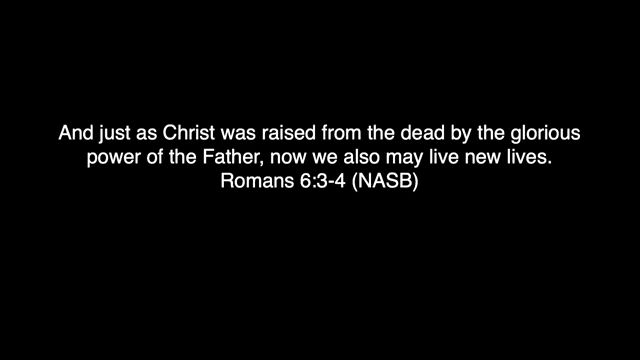 And just as Christ was raised from the dead by the glorious
power of the Father, now we also may live new lives.
Romans 6:3-4 (NASB)